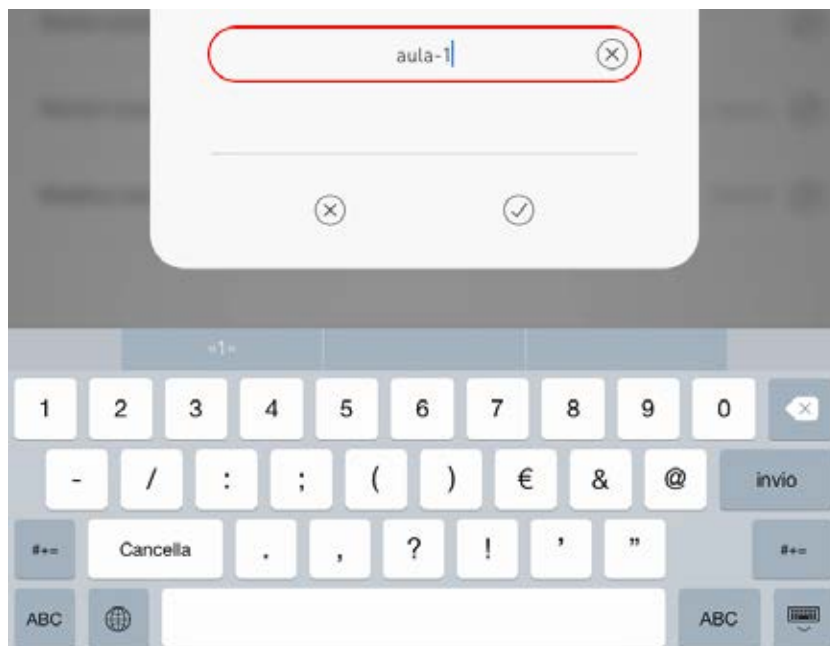 aula-1
«1»
1 2 3 4 5 6 7 8 9 0
- / : ; ( ) € & @ invio
#+= Cancella . , ? ! ’ ” #+=
ABC ABC